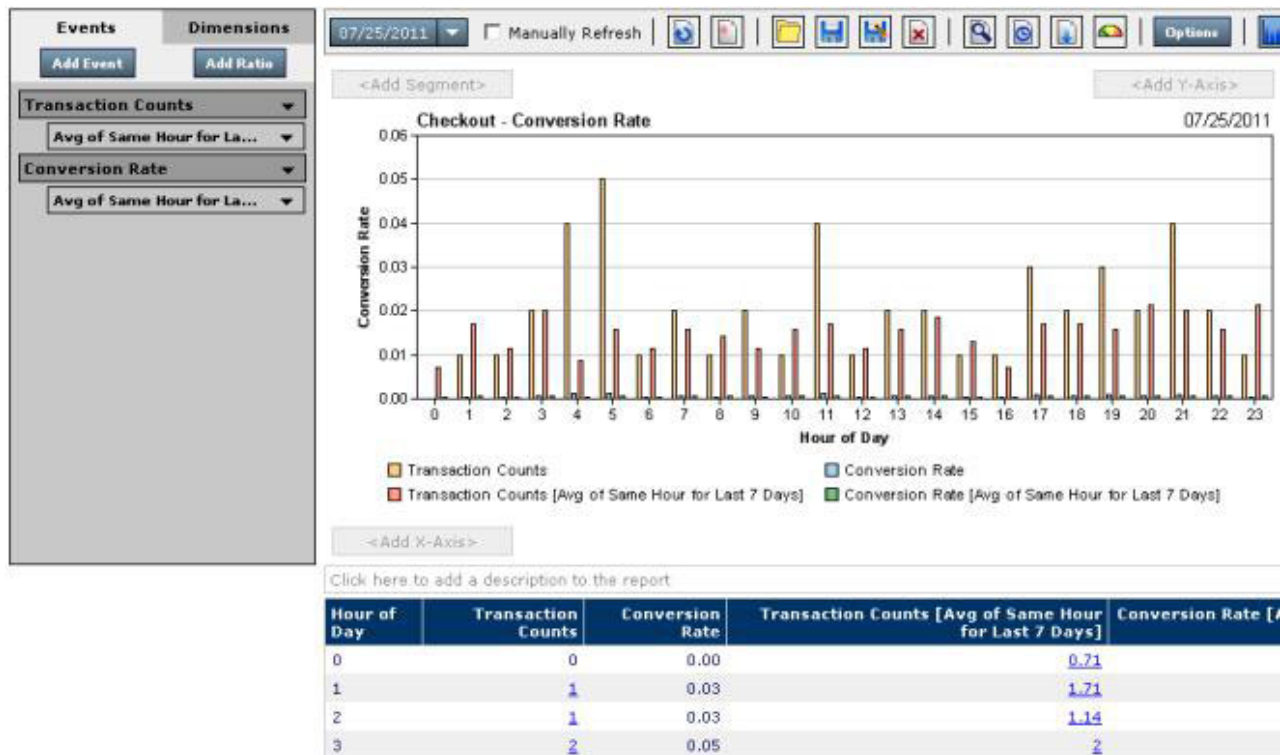 Events Dimensions
Add Event Add Ratio
Transaction Counts
Avg of Same Hour for La...
Conversion Rate
Avg of Same Hour for La...
07/25/2011 Manually Refresh Options
<Add Segment> <Add Y-Axis>
Checkout - Conversion Rate 07/25/2011
0.06
0.05
0.04
0.03
0.02
0.01
0.00
Conversion Rate
0 1 2 3 4 5 6 7 8 9 10 11 12 13 14 15 16 17 18 19 20 21 22 23
Hour of Day
Transaction Counts Conversion Rate
Transaction Counts [Avg of Same Hour for Last 7 Days] Conversion Rate [Avg of Same Hour for Last 7 Days]
<Add X-Axis>
Click here to add a description to the report
Hour of Transaction Conversion Transaction Counts [Avg of Same Hour Conversion Rate [A
Day Counts Rate for Last 7 Days]
0 0 0.00 0.71
1 1 0.03 1.71
2 1 0.03 1.14
3 2 0.05 2